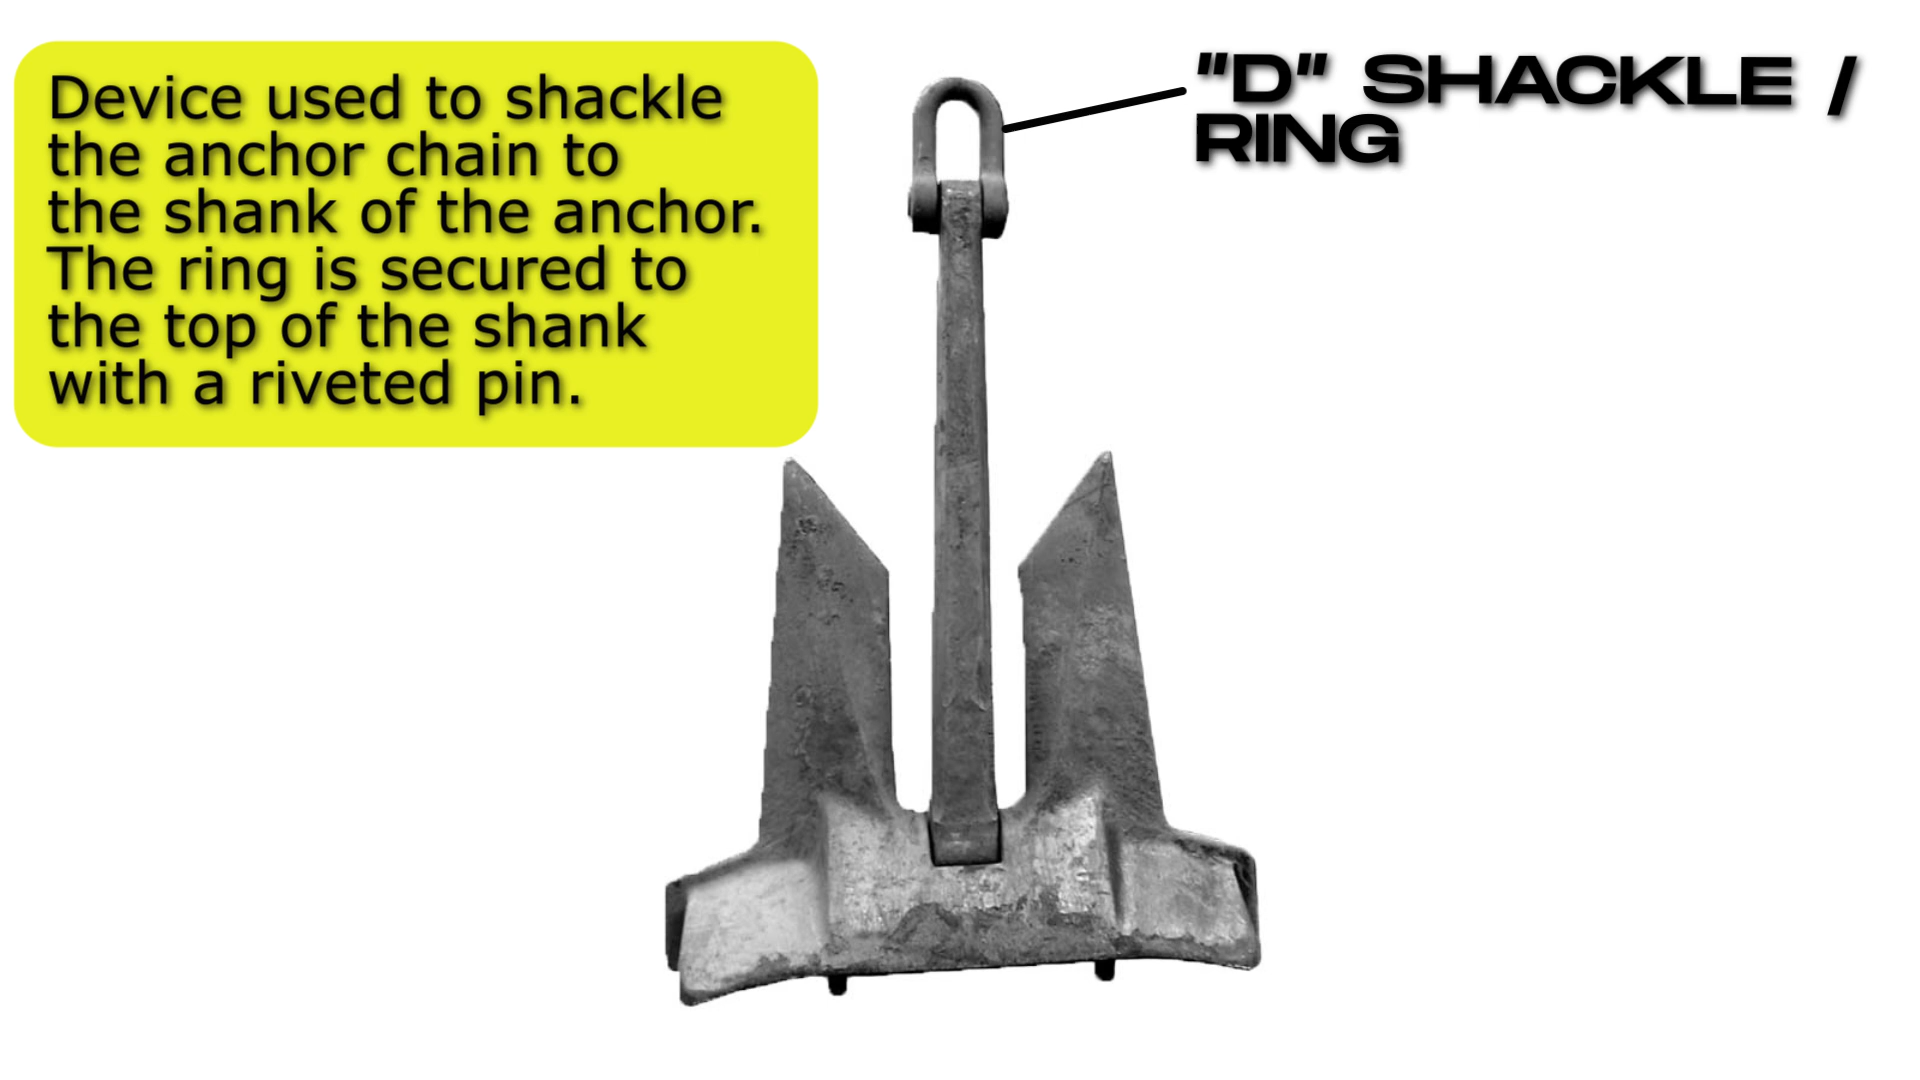 Device used to shackle
the anchor chain to
the shank of the anchor.
The ring is secured to
the top of the shank
with a riveted pin.
"D" SHACKLE /
RING